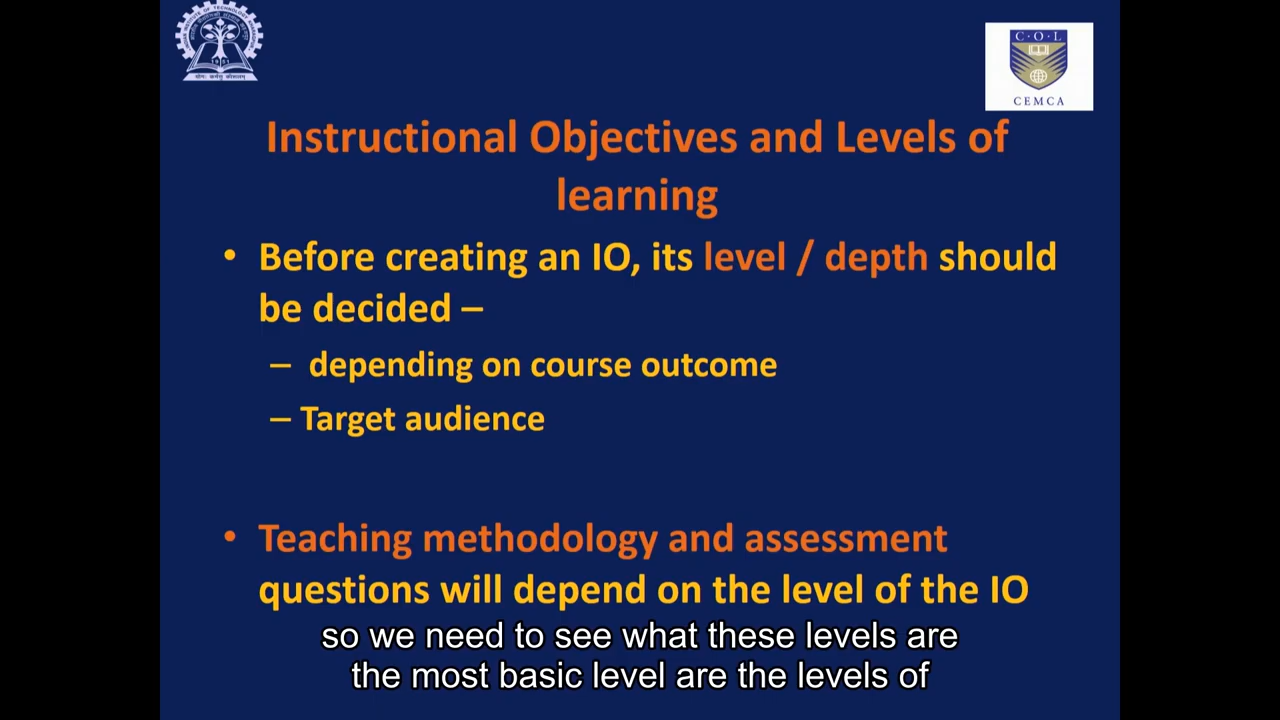 C·O·L
CEMCA
Instructional Objectives and Levels of
learning
• Before creating an IO, its level / depth should
be decided –
– depending on course outcome
– Target audience
• Teaching methodology and assessment
questions will depend on the level of the IO
so we need to see what these levels are
the most basic level are the levels of